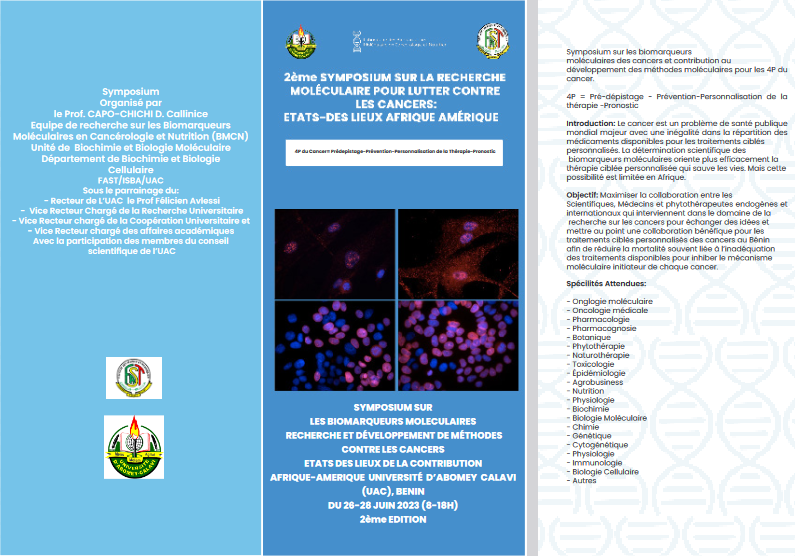 Symposium
Organisé par
le Prof. CAPO-CHICHI D. Callinice
Equipe de recherche sur les Biomarqueurs
Moléculaires en Cancérologie et Nutrition (BMCN)
Unité de Biochimie et Biologie Moléculaire
Département de Biochimie et Biologie
Cellulaire
FAST/ISBA/UAC
Sous le parrainage du:
- Recteur de L'UAC le Prof Félicien Avlessi
- Vice Recteur Chargé de la Recherche Universitaire
- Vice Recteur chargé de la Coopération Universitaire et
- Vice Recteur chargé des affaires académiques
Avec la participation des membres du conseil
scientifique de l'UAC
UNIVERSITÉ
D'ABOMEY-CALAVI
2ème SYMPOSIUM SUR LA RECHERCHE
MOLÉCULAIRE POUR LUTTER CONTRE
LES CANCERS:
ETATS-DES LIEUX AFRIQUE AMÉRIQUE
4P du Cancer: Prédépistage-Prévention-Personnalisation de la Thérapie-Pronostic
SYMPOSIUM SUR
LES BIOMARQUEURS MOLECULAIRES
RECHERCHE ET DÉVELOPPEMENT DE MÉTHODES
CONTRE LES CANCERS
ETATS DES LIEUX DE LA CONTRIBUTION
AFRIQUE-AMERIQUE UNIVERSITÉ D'ABOMEY CALAVI
(UAC), BENIN
DU 26-28 JUIN 2023 (8-18H)
2ème EDITION
Symposium sur les biomarqueurs
moléculaires des cancers et contribution au
développement des méthodes moléculaires pour les 4P du
cancer.
4P = Pré-dépistage - Prévention-Personnalisation de la
thérapie -Pronostic
Introduction: Le cancer est un problème de santé publique
mondial majeur avec une inégalité dans la répartition des
médicaments disponibles pour les traitements ciblés
personnalisés. La détermination scientifique des
biomarqueurs moléculaires oriente plus efficacement la
thérapie ciblée personnalisée qui sauve les vies. Mais cette
possibilité est limitée en Afrique.
Objectif: Maximiser la collaboration entre les
Scientifiques, Médecins et phytothérapeutes endogènes et
internationaux qui interviennent dans le domaine de la
recherche sur les cancers pour échanger des idées et
mettre au point une collaboration bénéfique pour les
traitements ciblés personnalisés des cancers au Bénin
afin de réduire la mortalité souvent liée à l'inadéquation
des traitements disponibles pour inhiber le mécanisme
moléculaire initiateur de chaque cancer.
Spécilités Attendues:
- Onglogie moléculaire
- Oncologie médicale
- Pharmacologie
- Pharmacognosie
- Botanique
- Phytothérapie
- Naturothérapie
- Toxicologie
- Épidémiologie
- Agrobusiness
- Nutrition
- Physiologie
- Biochimie
- Biologie Moléculaire
- Chimie
- Génétique
- Cytogénétique
- Physiologie
- Immunologie
- Biologie Cellulaire
- Autres